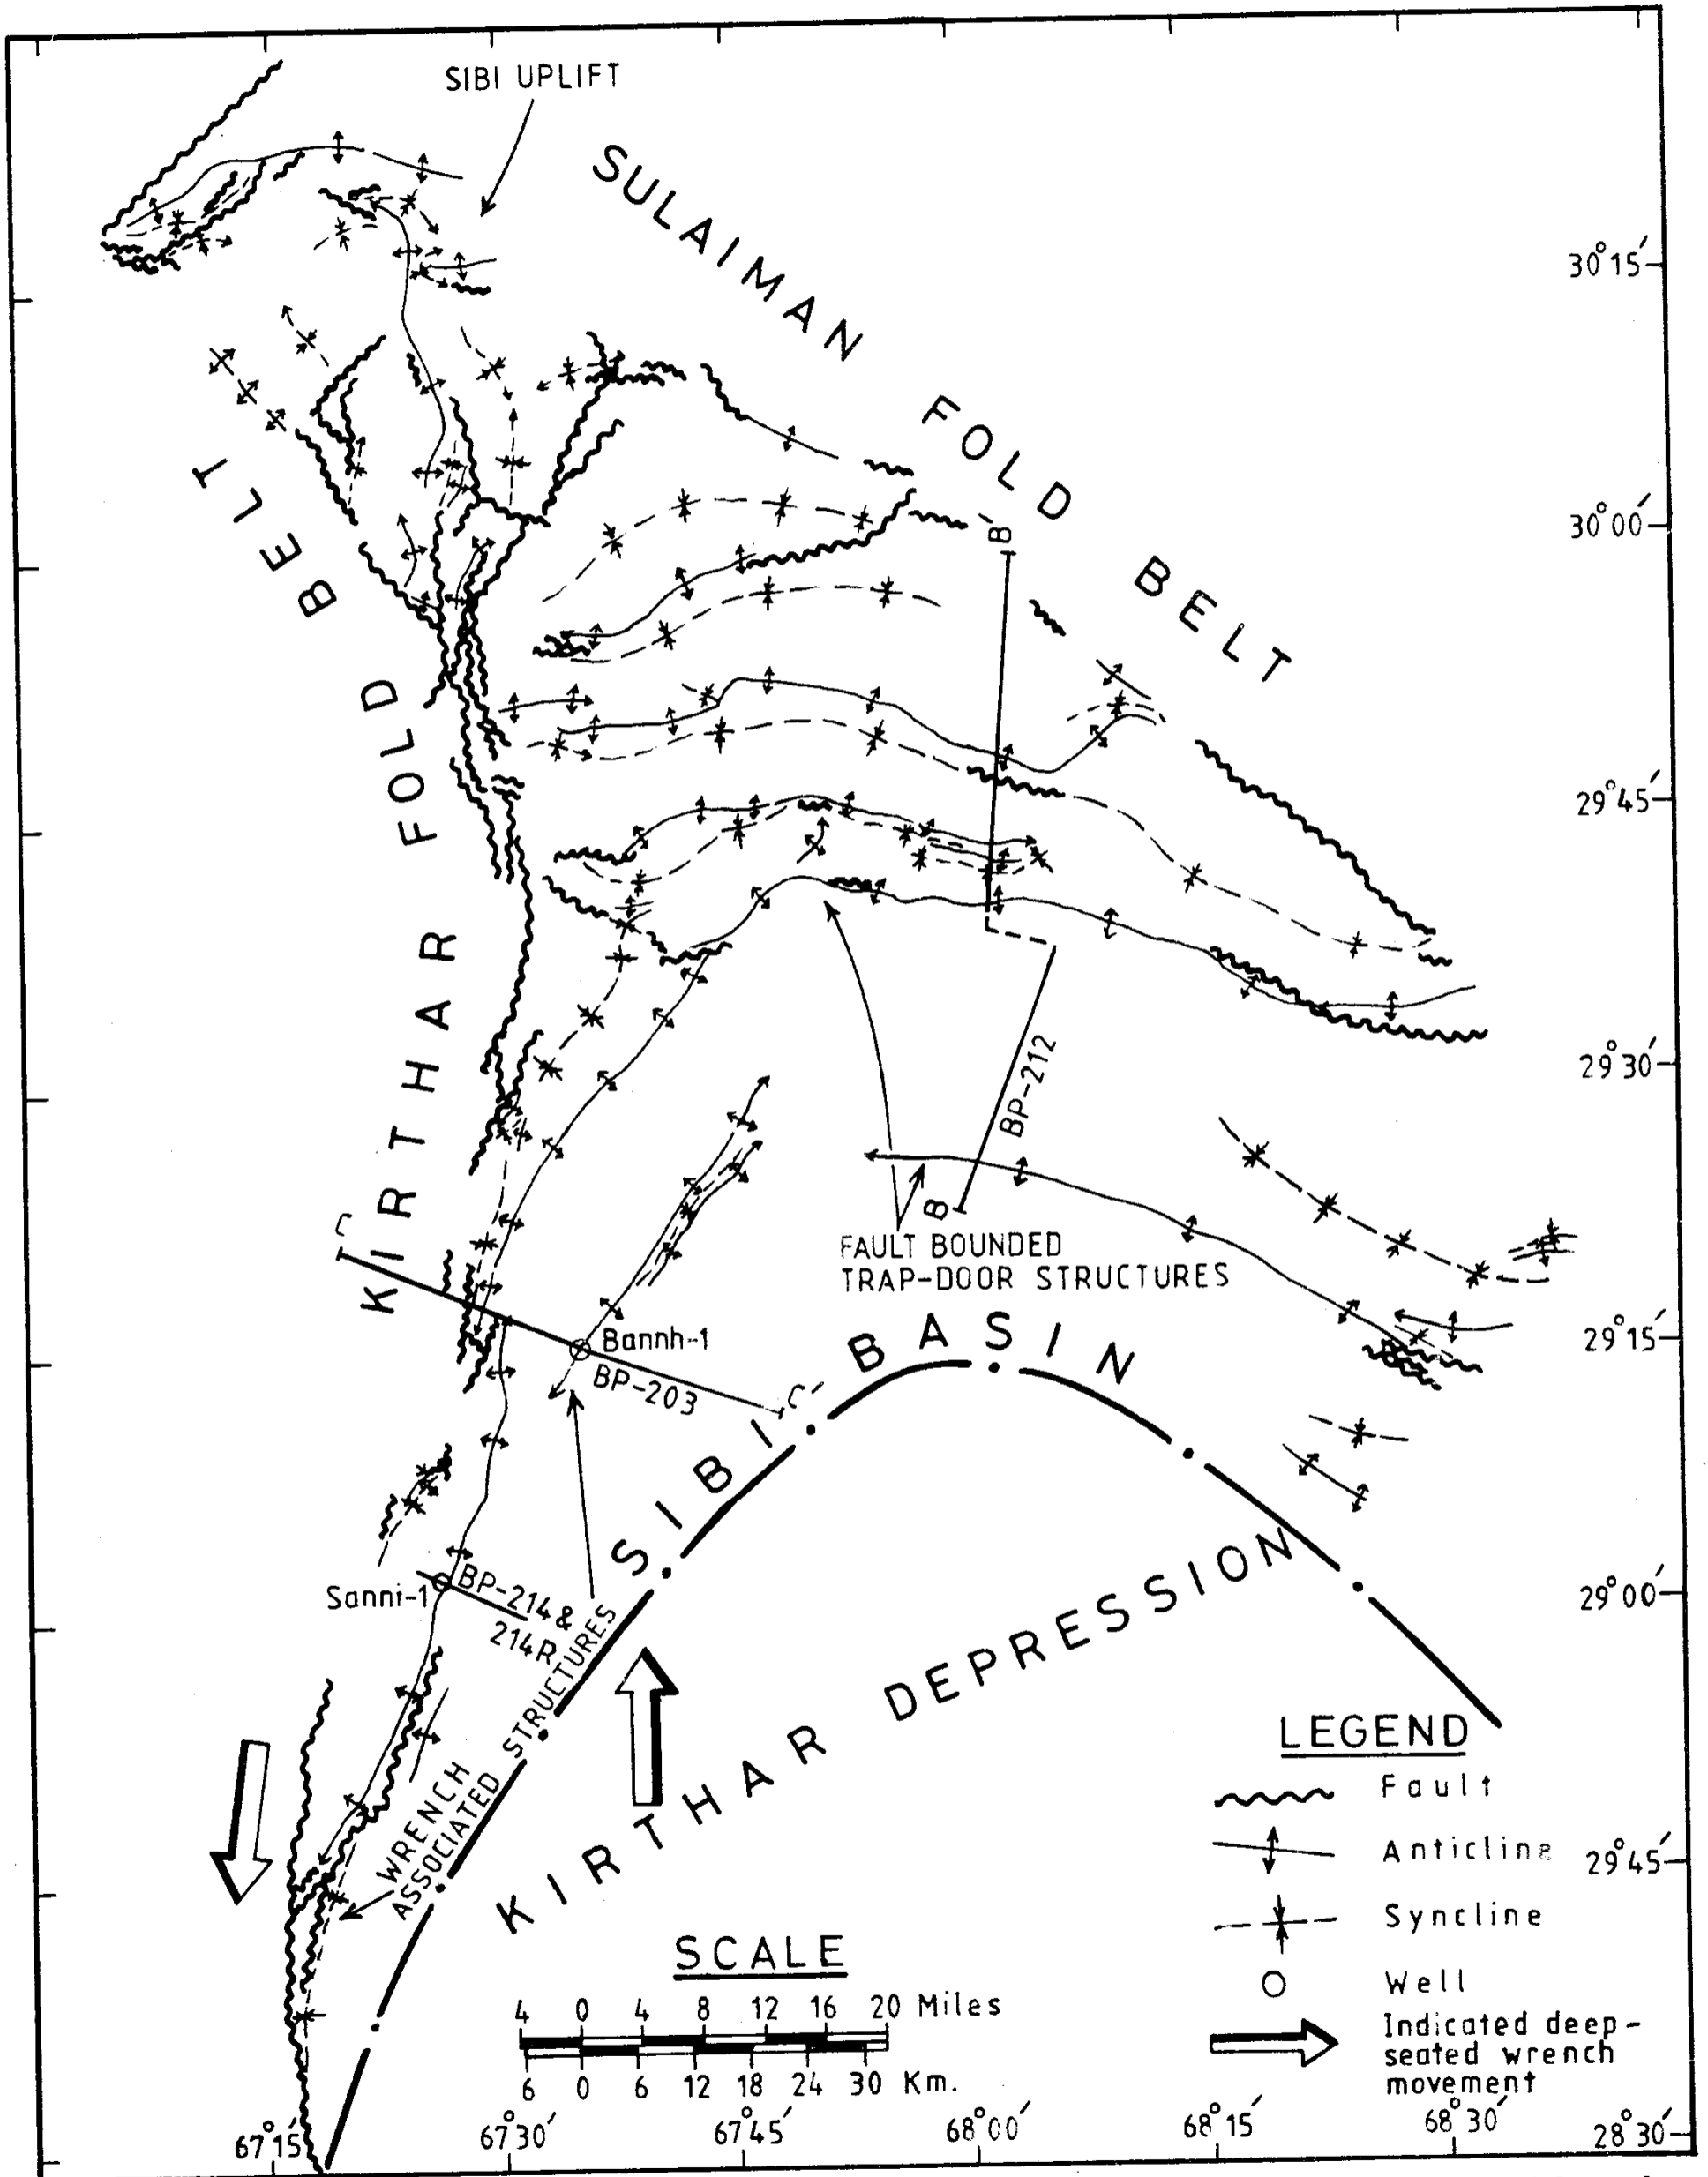 SIBI UPLIFT
SULAIMAN FOLD BELT
KIRTHAR FOLD BELT
30°15′
30°00′
29°45′
29°30′
29°15′
29°00′
29°45′
28°30′
B′
BP-212
B
FAULT BOUNDED
TRAP-DOOR STRUCTURES
C
Bannh-1
BP-203
C′
SIBI BASIN
Sanni-1
BP-214 &
214R
WRENCH
ASSOCIATED STRUCTURES
KIRTHAR DEPRESSION
LEGEND
Fault
Anticline
Syncline
Well
Indicated deep-
seated wrench
movement
SCALE
4 0 4 8 12 16 20 Miles
6 0 6 12 18 24 30 Km.
67°15′ 67°30′ 67°45′ 68°00′ 68°15′ 68°30′